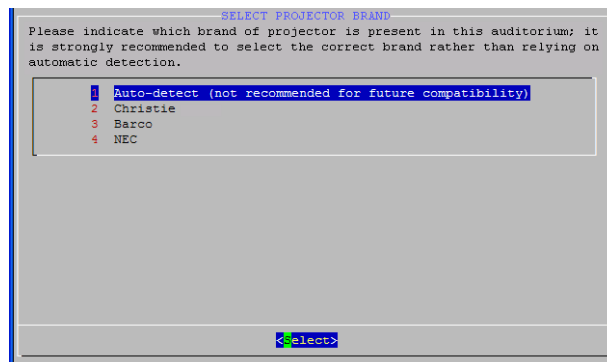 SELECT PROJECTOR BRAND
Please indicate which brand of projector is present in this auditorium; it
is strongly recommended to select the correct brand rather than relying on
automatic detection.
1 Auto-detect (not recommended for future compatibility)
2 Christie
3 Barco
4 NEC
<Select>